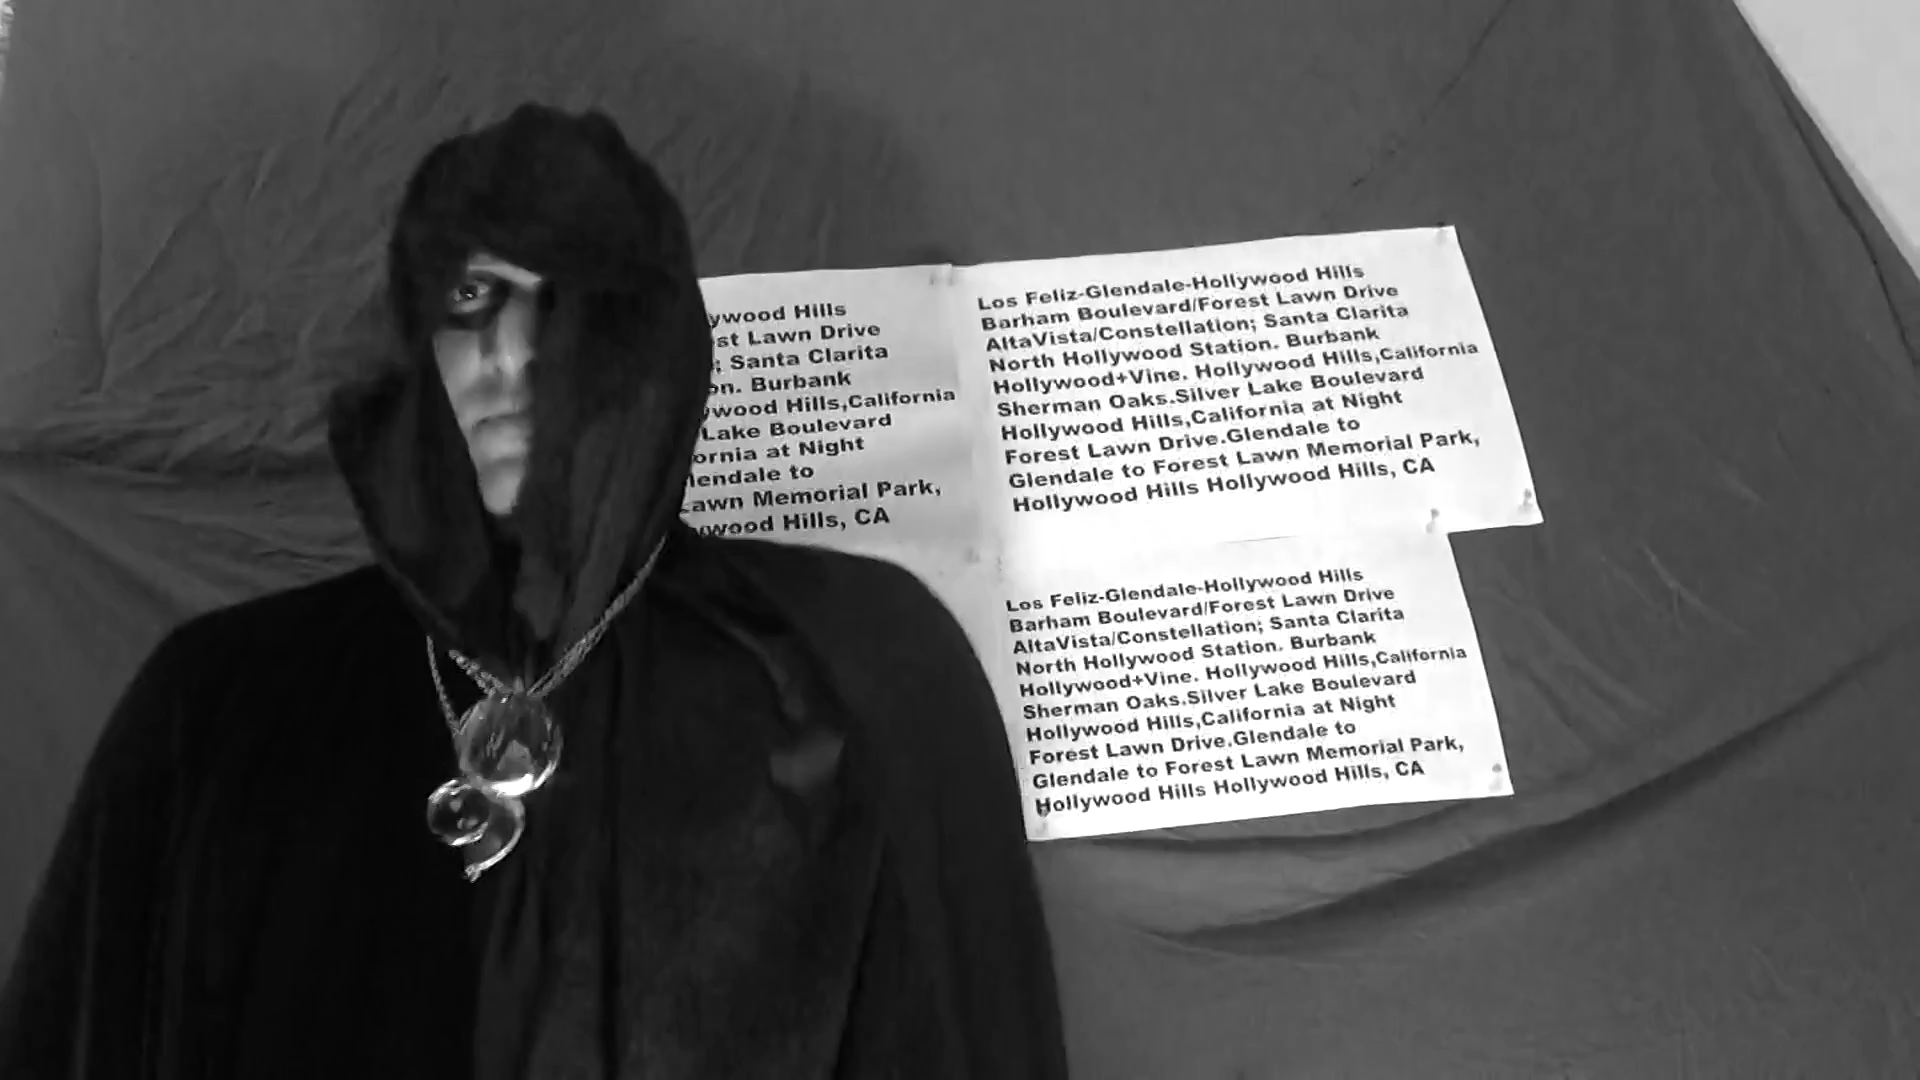 ywood Hills
st Lawn Drive
; Santa Clarita
on. Burbank
wood Hills,California
Lake Boulevard
ornia at Night
lendale to
Lawn Memorial Park,
wood Hills, CA
Los Feliz-Glendale-Hollywood Hills
Barham Boulevard/Forest Lawn Drive
AltaVista/Constellation; Santa Clarita
North Hollywood Station. Burbank
Hollywood+Vine. Hollywood Hills,California
Sherman Oaks.Silver Lake Boulevard
Hollywood Hills,California at Night
Forest Lawn Drive.Glendale to
Glendale to Forest Lawn Memorial Park,
Hollywood Hills Hollywood Hills, CA
Los Feliz-Glendale-Hollywood Hills
Barham Boulevard/Forest Lawn Drive
AltaVista/Constellation; Santa Clarita
North Hollywood Station. Burbank
Hollywood+Vine. Hollywood Hills,California
Sherman Oaks.Silver Lake Boulevard
Hollywood Hills,California at Night
Forest Lawn Drive.Glendale to
Glendale to Forest Lawn Memorial Park,
Hollywood Hills Hollywood Hills, CA